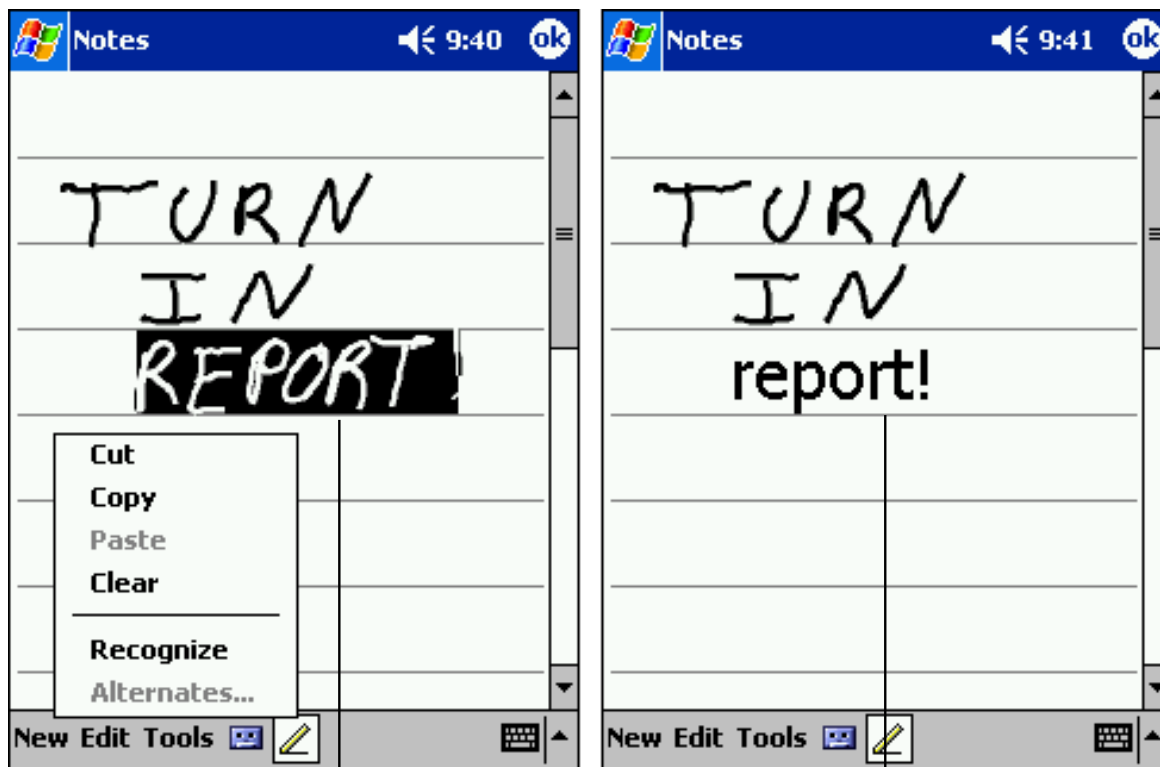 Notes 9:40 ok
TURN
IN
REPORT!
Cut
Copy
Paste
Clear
Recognize
Alternates...
New Edit Tools
Notes 9:41 ok
TURN
IN
report!
New Edit Tools